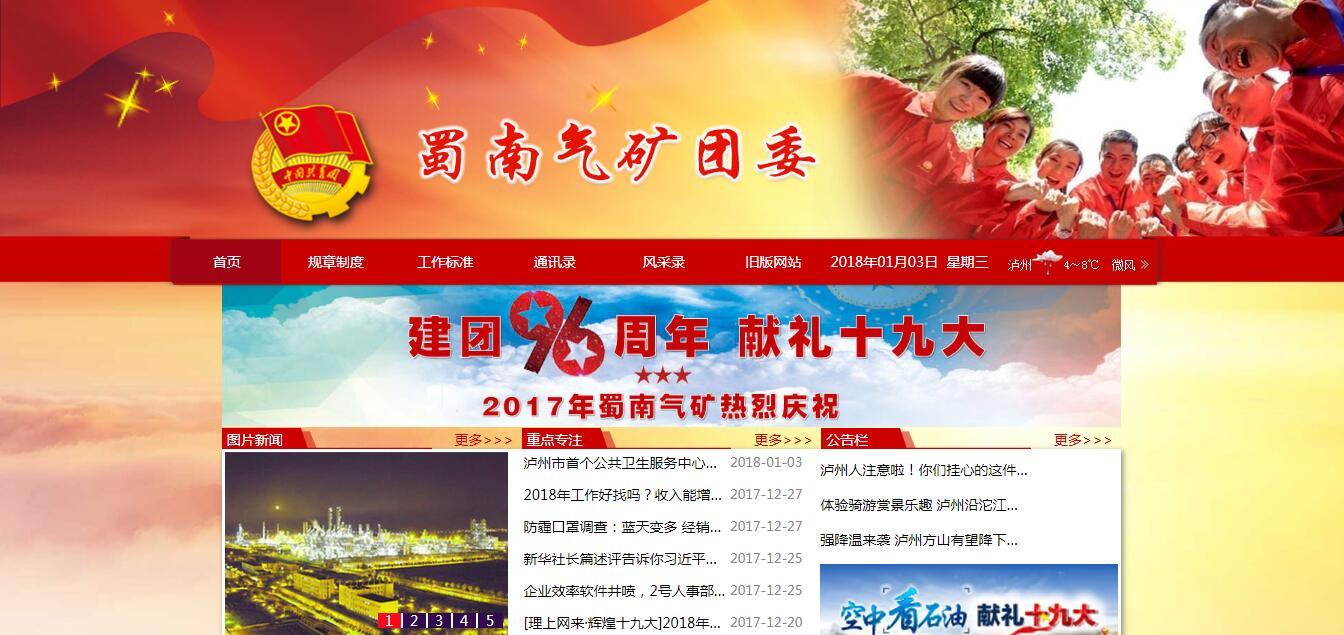 中国共青团
蜀南气矿团委
首页 规章制度 工作标准 通讯录 风采录 旧版网站 2018年01月03日 星期三 泸州 4～8℃ 微风
建团96周年 献礼十九大
2017年蜀南气矿热烈庆祝
图片新闻 更多>>>
1 2 3 4 5
重点专注 更多>>>
泸州市首个公共卫生服务中心... 2018-01-03
2018年工作好找吗？收入能增... 2017-12-27
防霾口罩调查：蓝天变多 经销... 2017-12-27
新华社长篇述评告诉你习近平... 2017-12-25
企业效率软件井喷，2号人事部... 2017-12-25
[理上网来·辉煌十九大]2018年... 2017-12-20
公告栏 更多>>>
泸州人注意啦！你们挂心的这件...
体验骑游赏景乐趣 泸州沿沱江...
强降温来袭 泸州方山有望降下...
空中看石油 献礼十九大